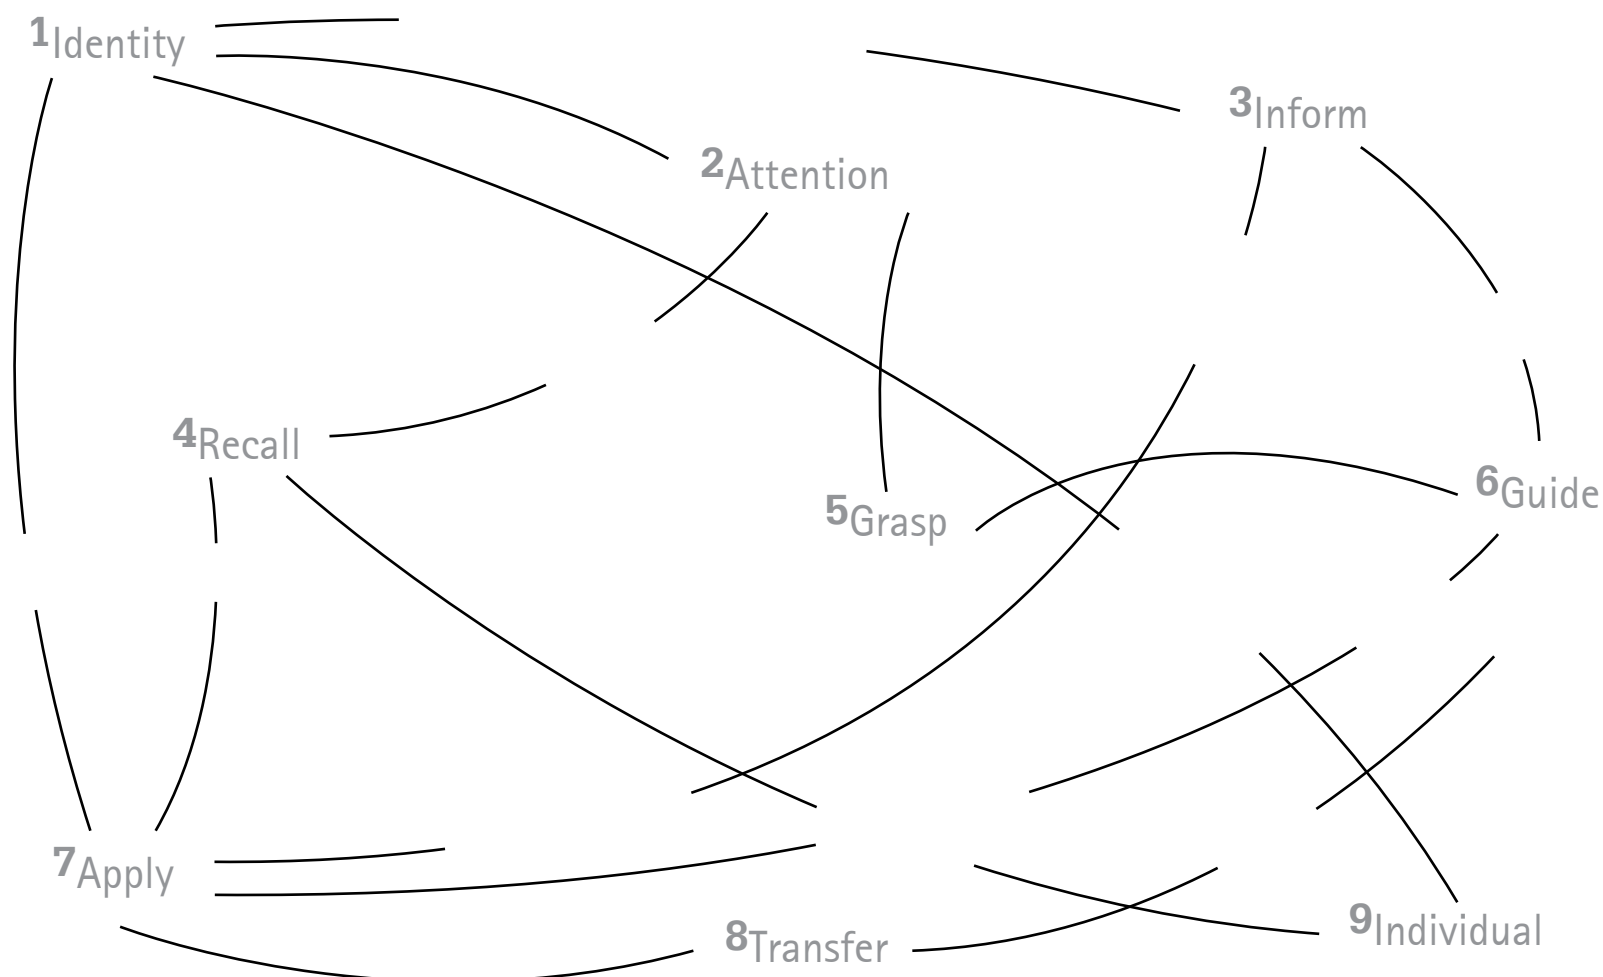 1Identity
2Attention
3Inform
4Recall
5Grasp
6Guide
7Apply
8Transfer
9Individual